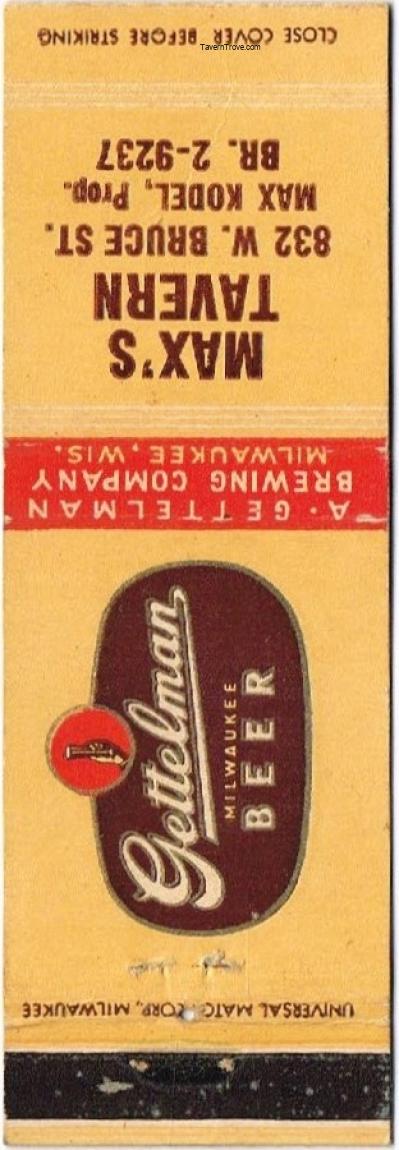 CLOSE COVER BEFORE STRIKING
TavernTrove.com
MAX'S
TAVERN
832 W. BRUCE ST.
MAX KODEL, Prop.
BR. 2-9237
A·GETTELMAN
BREWING COMPANY
MILWAUKEE, WIS.
Gettelman
MILWAUKEE
BEER
UNIVERSAL MATCH CORP., MILWAUKEE